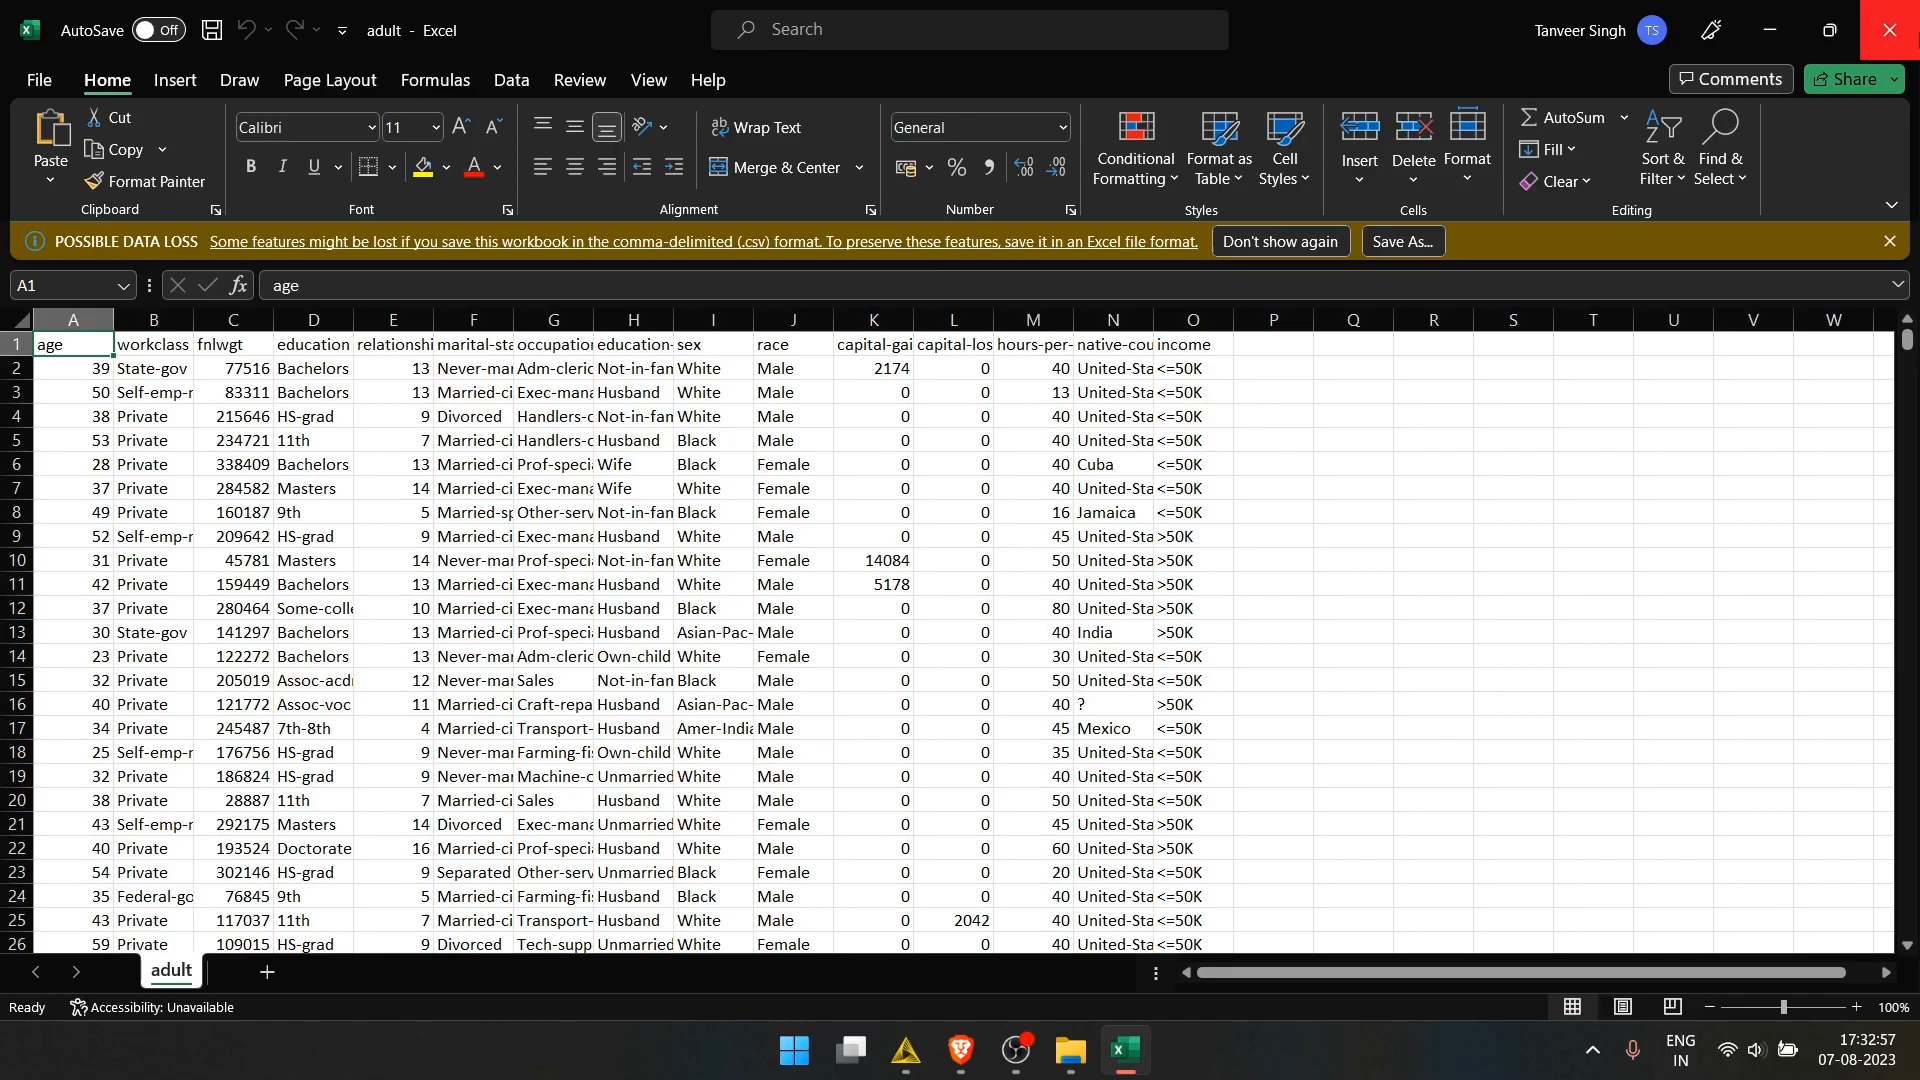 AutoSave Off adult - Excel Search Tanveer Singh TS
File Home Insert Draw Page Layout Formulas Data Review View Help Comments Share
Paste Cut Copy Format Painter Clipboard
Calibri 11 B I U A Font
Wrap Text Merge & Center Alignment
General % Number
Conditional Formatting Format as Table Cell Styles Styles
Insert Delete Format Cells
AutoSum Fill Clear Sort & Filter Find & Select Editing
POSSIBLE DATA LOSS Some features might be lost if you save this workbook in the comma-delimited (.csv) format. To preserve these features, save it in an Excel file format. Don't show again Save As...
A1 fx age
A B C D E F G H I J K L M N O P Q R S T U V W
1 age workclass fnlwgt education relationshi marital-sta occupation education- sex race capital-gai capital-los hours-per- native-cou income
2 39 State-gov 77516 Bachelors 13 Never-mar Adm-cleric Not-in-fam White Male 2174 0 40 United-Sta <=50K
3 50 Self-emp-r 83311 Bachelors 13 Married-ci Exec-mana Husband White Male 0 0 13 United-Sta <=50K
4 38 Private 215646 HS-grad 9 Divorced Handlers-c Not-in-fam White Male 0 0 40 United-Sta <=50K
5 53 Private 234721 11th 7 Married-ci Handlers-c Husband Black Male 0 0 40 United-Sta <=50K
6 28 Private 338409 Bachelors 13 Married-ci Prof-speci Wife Black Female 0 0 40 Cuba <=50K
7 37 Private 284582 Masters 14 Married-ci Exec-mana Wife White Female 0 0 40 United-Sta <=50K
8 49 Private 160187 9th 5 Married-sp Other-serv Not-in-fam Black Female 0 0 16 Jamaica <=50K
9 52 Self-emp-r 209642 HS-grad 9 Married-ci Exec-mana Husband White Male 0 0 45 United-Sta >50K
10 31 Private 45781 Masters 14 Never-mar Prof-speci Not-in-fam White Female 14084 0 50 United-Sta >50K
11 42 Private 159449 Bachelors 13 Married-ci Exec-mana Husband White Male 5178 0 40 United-Sta >50K
12 37 Private 280464 Some-colle 10 Married-ci Exec-mana Husband Black Male 0 0 80 United-Sta >50K
13 30 State-gov 141297 Bachelors 13 Married-ci Prof-speci Husband Asian-Pac- Male 0 0 40 India >50K
14 23 Private 122272 Bachelors 13 Never-mar Adm-cleric Own-child White Female 0 0 30 United-Sta <=50K
15 32 Private 205019 Assoc-acdr 12 Never-mar Sales Not-in-fam Black Male 0 0 50 United-Sta <=50K
16 40 Private 121772 Assoc-voc 11 Married-ci Craft-repa Husband Asian-Pac- Male 0 0 40 ? >50K
17 34 Private 245487 7th-8th 4 Married-ci Transport- Husband Amer-India Male 0 0 45 Mexico <=50K
18 25 Self-emp-r 176756 HS-grad 9 Never-mar Farming-fis Own-child White Male 0 0 35 United-Sta <=50K
19 32 Private 186824 HS-grad 9 Never-mar Machine-c Unmarried White Male 0 0 40 United-Sta <=50K
20 38 Private 28887 11th 7 Married-ci Sales Husband White Male 0 0 50 United-Sta <=50K
21 43 Self-emp-r 292175 Masters 14 Divorced Exec-mana Unmarried White Female 0 0 45 United-Sta >50K
22 40 Private 193524 Doctorate 16 Married-ci Prof-speci Husband White Male 0 0 60 United-Sta >50K
23 54 Private 302146 HS-grad 9 Separated Other-serv Unmarried Black Female 0 0 20 United-Sta <=50K
24 35 Federal-go 76845 9th 5 Married-ci Farming-fis Husband Black Male 0 0 40 United-Sta <=50K
25 43 Private 117037 11th 7 Married-ci Transport- Husband White Male 0 2042 40 United-Sta <=50K
26 59 Private 109015 HS-grad 9 Divorced Tech-supp Unmarried White Female 0 0 40 United-Sta <=50K
adult
Ready Accessibility: Unavailable 100%
ENG 17:32:57
IN 07-08-2023